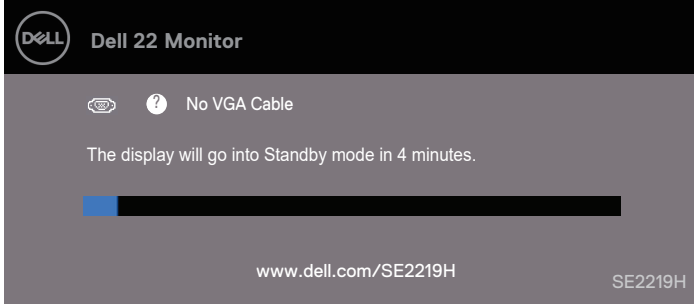 DELL
Dell 22 Monitor
? No VGA Cable
The display will go into Standby mode in 4 minutes.
www.dell.com/SE2219H
SE2219H